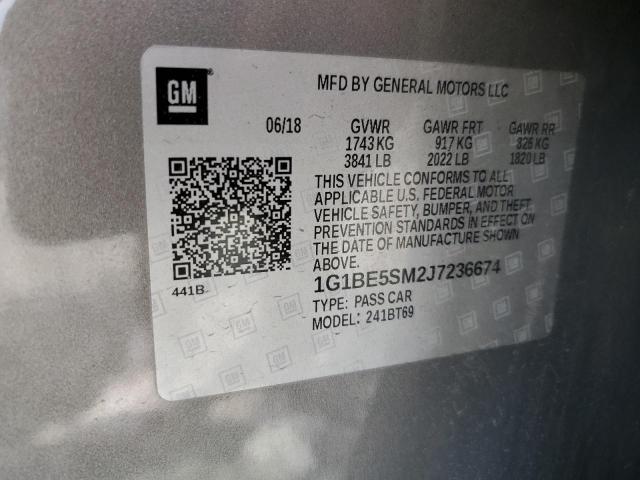 GM
MFD BY GENERAL MOTORS LLC
06/18 GVWR GAWR FRT GAWR RR
1743 KG 917 KG 826 KG
3841 LB 2022 LB 1820 LB
THIS VEHICLE CONFORMS TO ALL
APPLICABLE U.S. FEDERAL MOTOR
VEHICLE SAFETY, BUMPER, AND THEFT
PREVENTION STANDARDS IN EFFECT ON
THE DATE OF MANUFACTURE SHOWN
ABOVE.
441B
1G1BE5SM2J7236674
TYPE: PASS CAR
MODEL: 241BT69